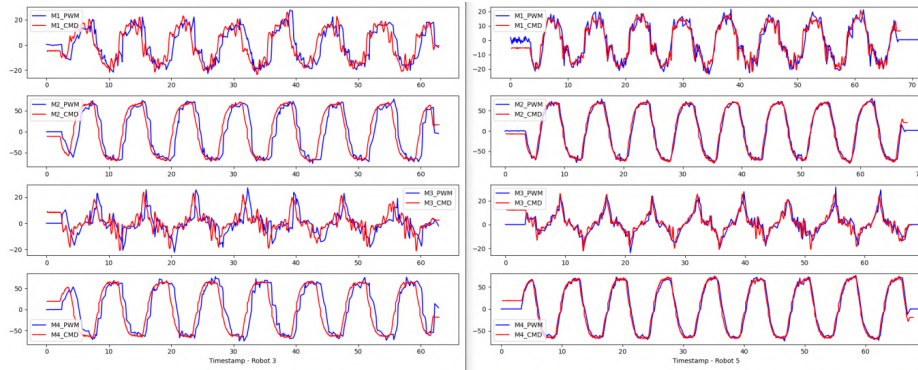 20
0
−20
M1_PWM
M1_CMD
0 10 20 30 40 50 60
50
0
−50
M2_PWM
M2_CMD
0 10 20 30 40 50 60
20
0
−20
M3_PWM
M3_CMD
0 10 20 30 40 50 60
50
0
−50
M4_PWM
M4_CMD
0 10 20 30 40 50 60
Timestamp - Robot 3
20
10
0
−10
−20
M1_PWM
M1_CMD
0 10 20 30 40 50 60 70
50
0
−50
M2_PWM
M2_CMD
0 10 20 30 40 50 60 70
20
0
−20
M3_PWM
M3_CMD
0 10 20 30 40 50 60
50
0
−50
M4_PWM
M4_CMD
0 10 20 30 40 50 60
Timestamp - Robot 5